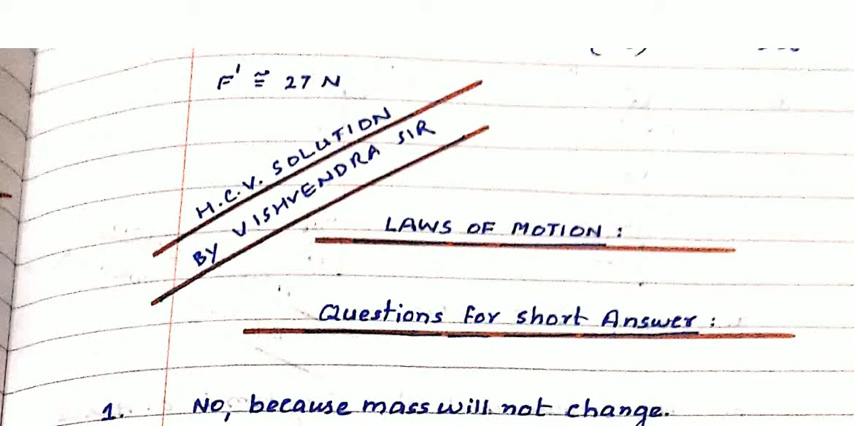 F' ≅ 27 N
H.C.V. SOLUTION
BY VISHVENDRA SIR
LAWS OF MOTION :
Questions for short Answer :
1. NO, because mass will not change.